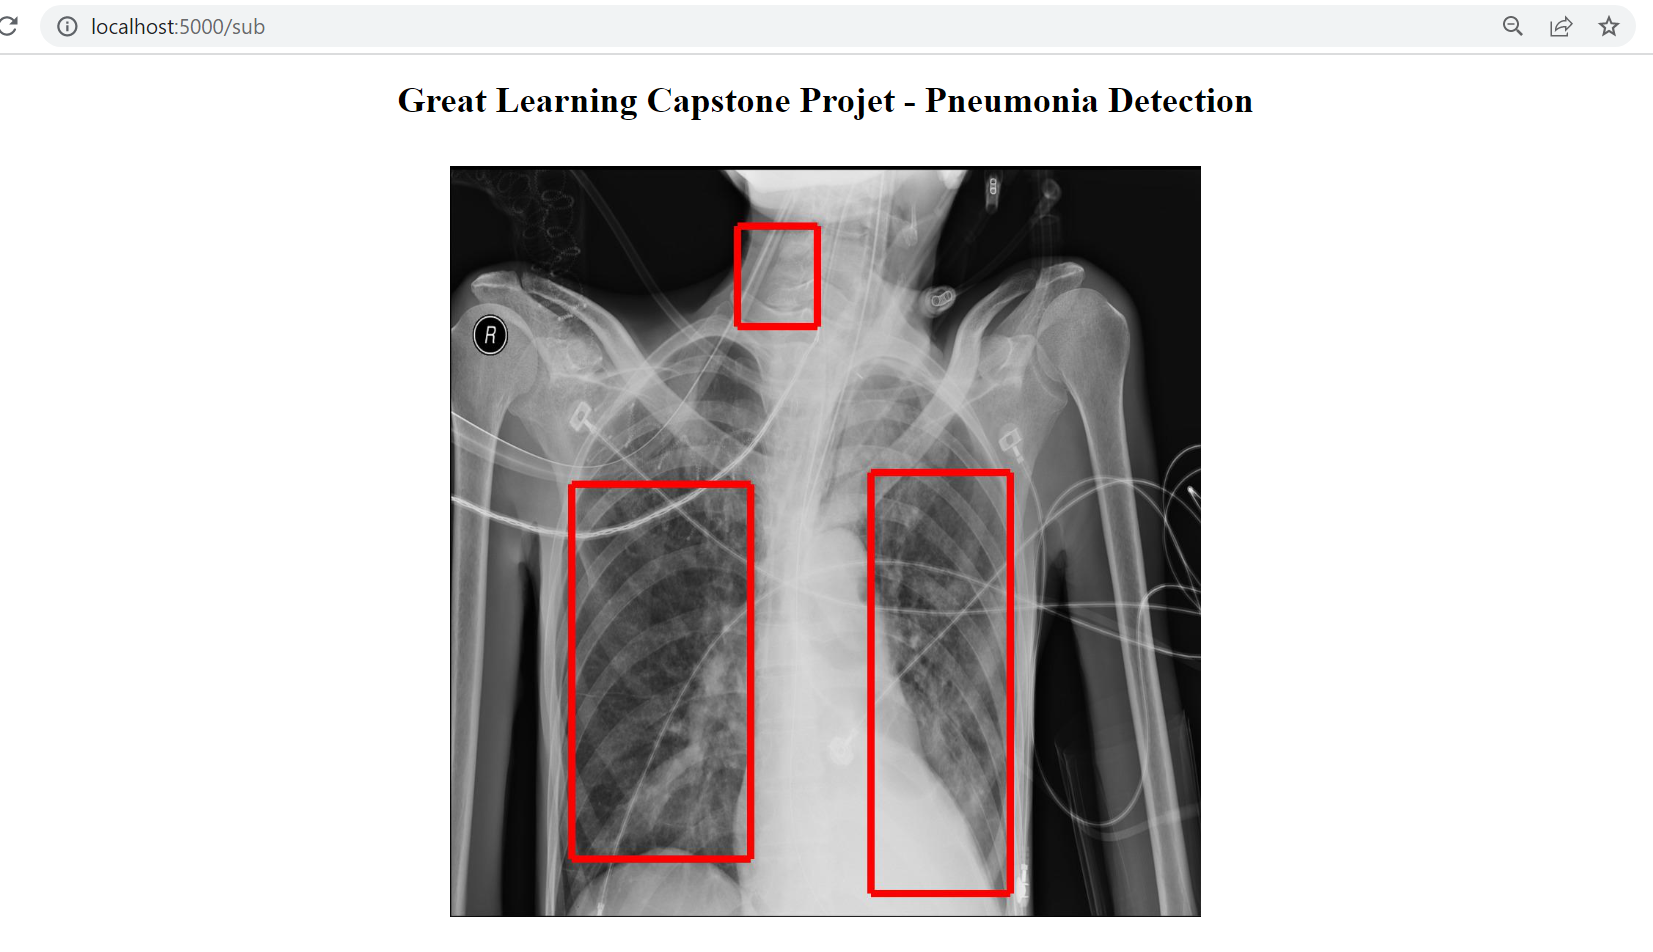 localhost:5000/sub
Great Learning Capstone Projet - Pneumonia Detection
R